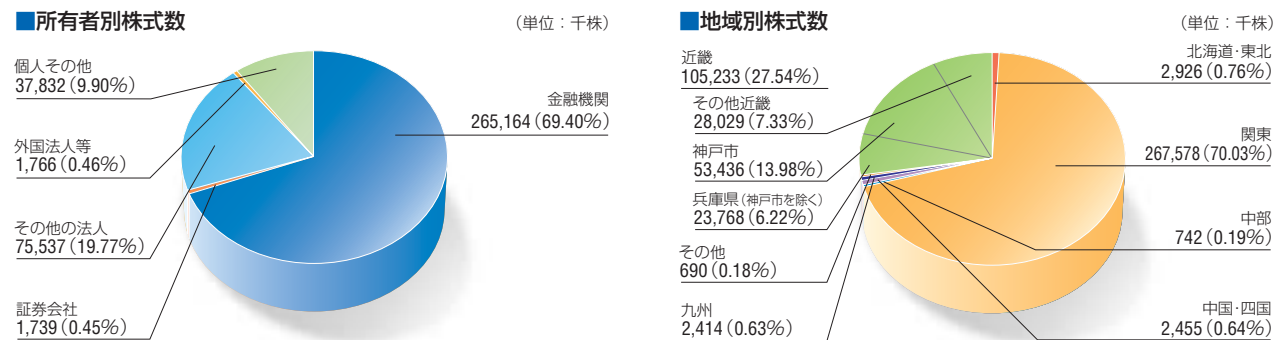 ■所有者別株式数
(単位：千株)
個人その他
37,832(9.90%)
外国法人等
1,766(0.46%)
その他の法人
75,537(19.77%)
証券会社
1,739(0.45%)
金融機関
265,164(69.40%)
■地域別株式数
(単位：千株)
近畿
105,233(27.54%)
その他近畿
28,029(7.33%)
神戸市
53,436(13.98%)
兵庫県(神戸市を除く)
23,768(6.22%)
その他
690(0.18%)
九州
2,414(0.63%)
北海道·東北
2,926(0.76%)
関東
267,578(70.03%)
中部
742(0.19%)
中国·四国
2,455(0.64%)